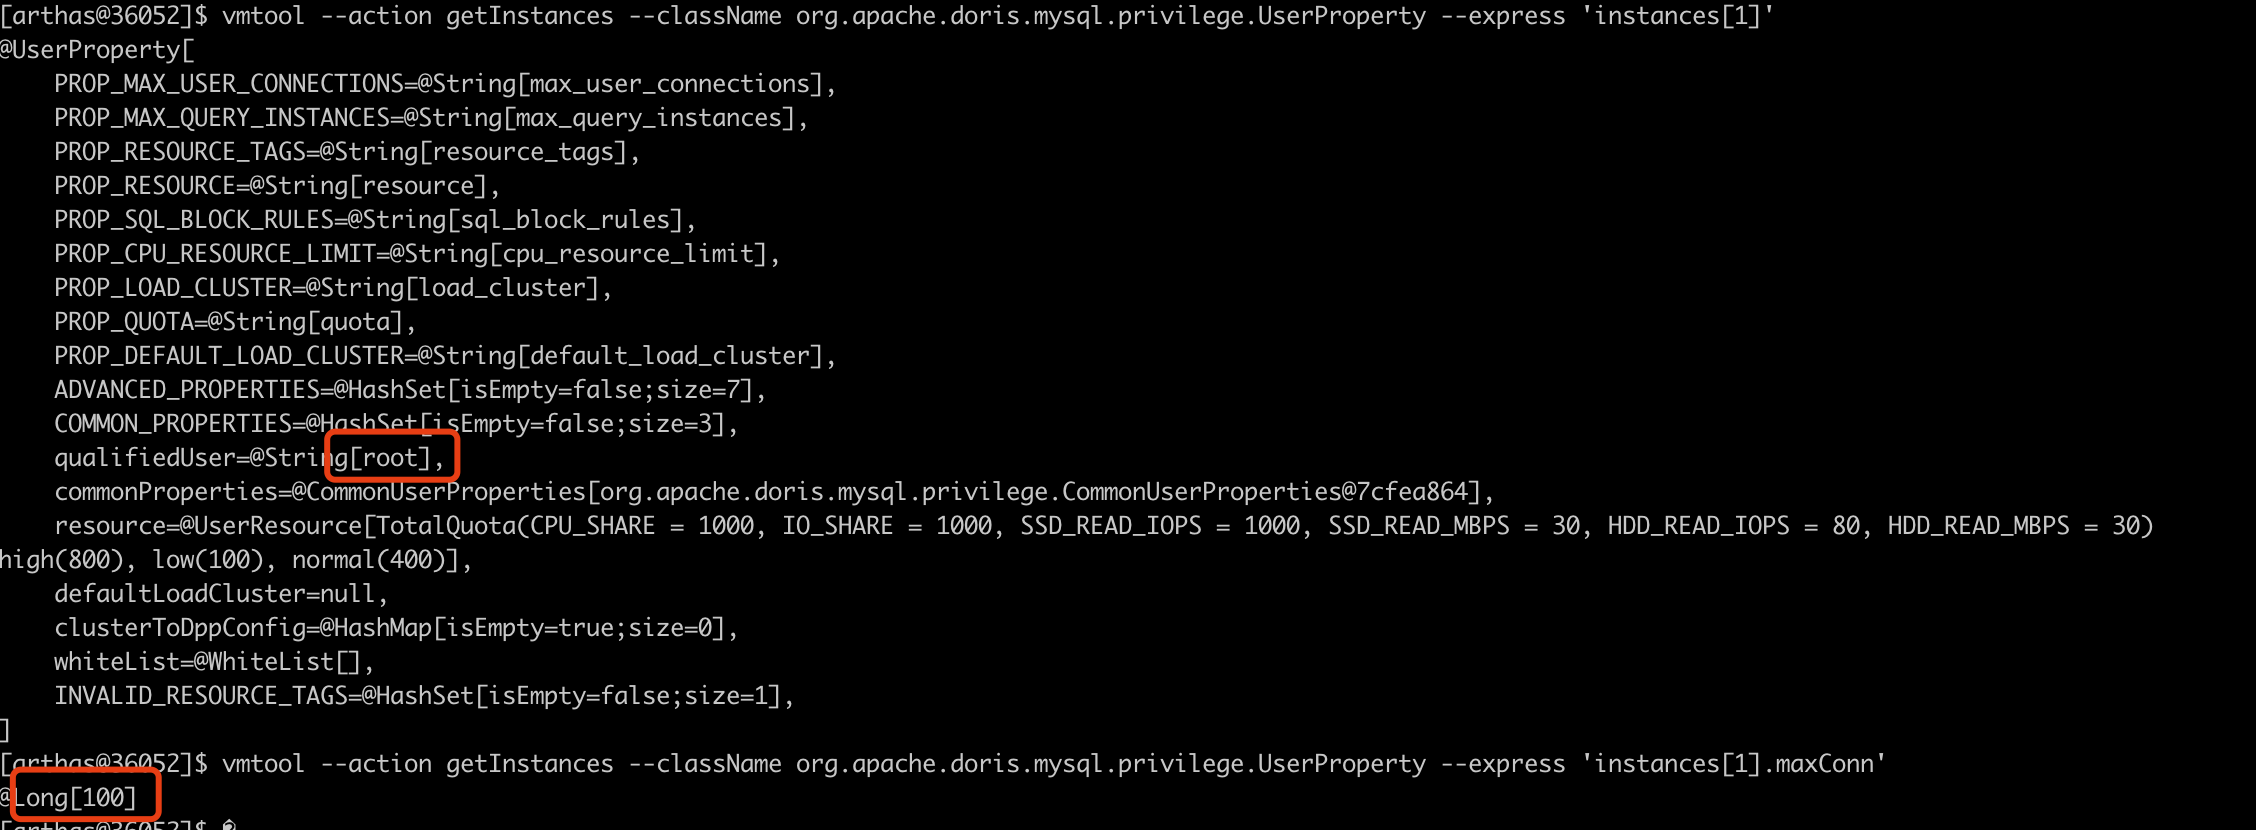 [arthas@36052]$ vmtool --action getInstances --className org.apache.doris.mysql.privilege.UserProperty --express 'instances[1]'
@UserProperty[
    PROP_MAX_USER_CONNECTIONS=@String[max_user_connections],
    PROP_MAX_QUERY_INSTANCES=@String[max_query_instances],
    PROP_RESOURCE_TAGS=@String[resource_tags],
    PROP_RESOURCE=@String[resource],
    PROP_SQL_BLOCK_RULES=@String[sql_block_rules],
    PROP_CPU_RESOURCE_LIMIT=@String[cpu_resource_limit],
    PROP_LOAD_CLUSTER=@String[load_cluster],
    PROP_QUOTA=@String[quota],
    PROP_DEFAULT_LOAD_CLUSTER=@String[default_load_cluster],
    ADVANCED_PROPERTIES=@HashSet[isEmpty=false;size=7],
    COMMON_PROPERTIES=@HashSet[isEmpty=false;size=3],
    qualifiedUser=@String[root],
    commonProperties=@CommonUserProperties[org.apache.doris.mysql.privilege.CommonUserProperties@7cfea864],
    resource=@UserResource[TotalQuota(CPU_SHARE = 1000, IO_SHARE = 1000, SSD_READ_IOPS = 1000, SSD_READ_MBPS = 30, HDD_READ_IOPS = 80, HDD_READ_MBPS = 30)
high(800), low(100), normal(400)],
    defaultLoadCluster=null,
    clusterToDppConfig=@HashMap[isEmpty=true;size=0],
    whiteList=@WhiteList[],
    INVALID_RESOURCE_TAGS=@HashSet[isEmpty=false;size=1],
]
[arthas@36052]$ vmtool --action getInstances --className org.apache.doris.mysql.privilege.UserProperty --express 'instances[1].maxConn'
@Long[100]
[arthas@36052]$